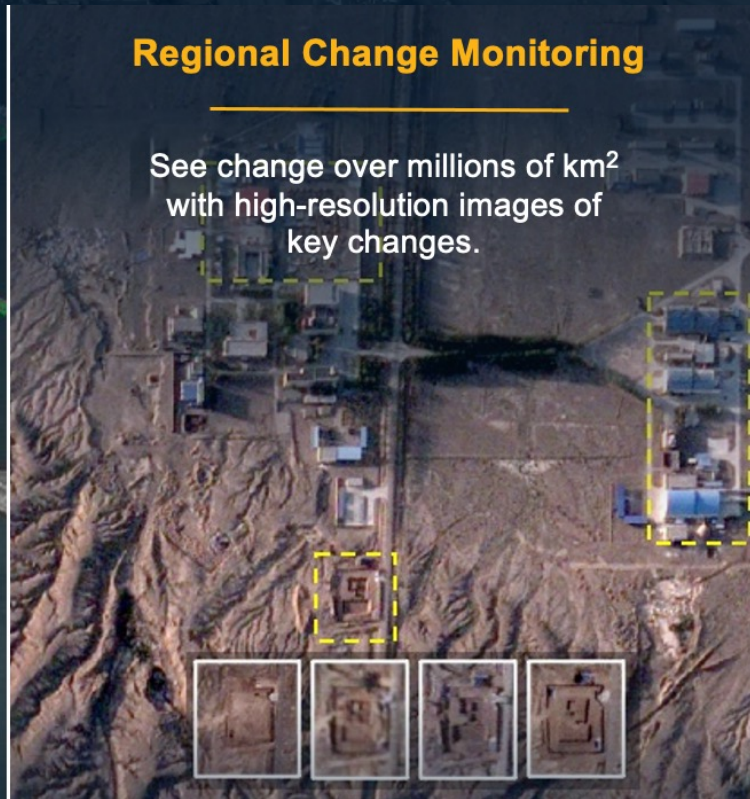 Regional Change Monitoring
See change over millions of km²
with high-resolution images of
key changes.